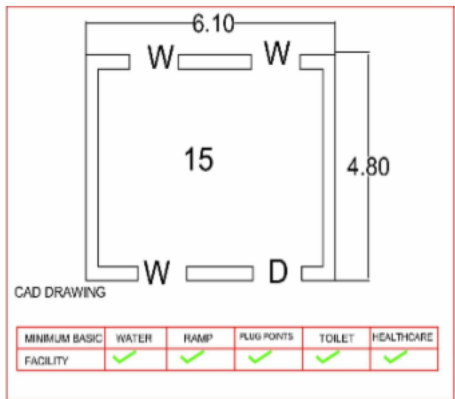 6.10
W W
15
4.80
W D
CAD DRAWING
MINIMUM BASIC WATER RAMP PLUG POINTS TOILET HEALTHCARE
FACILITY